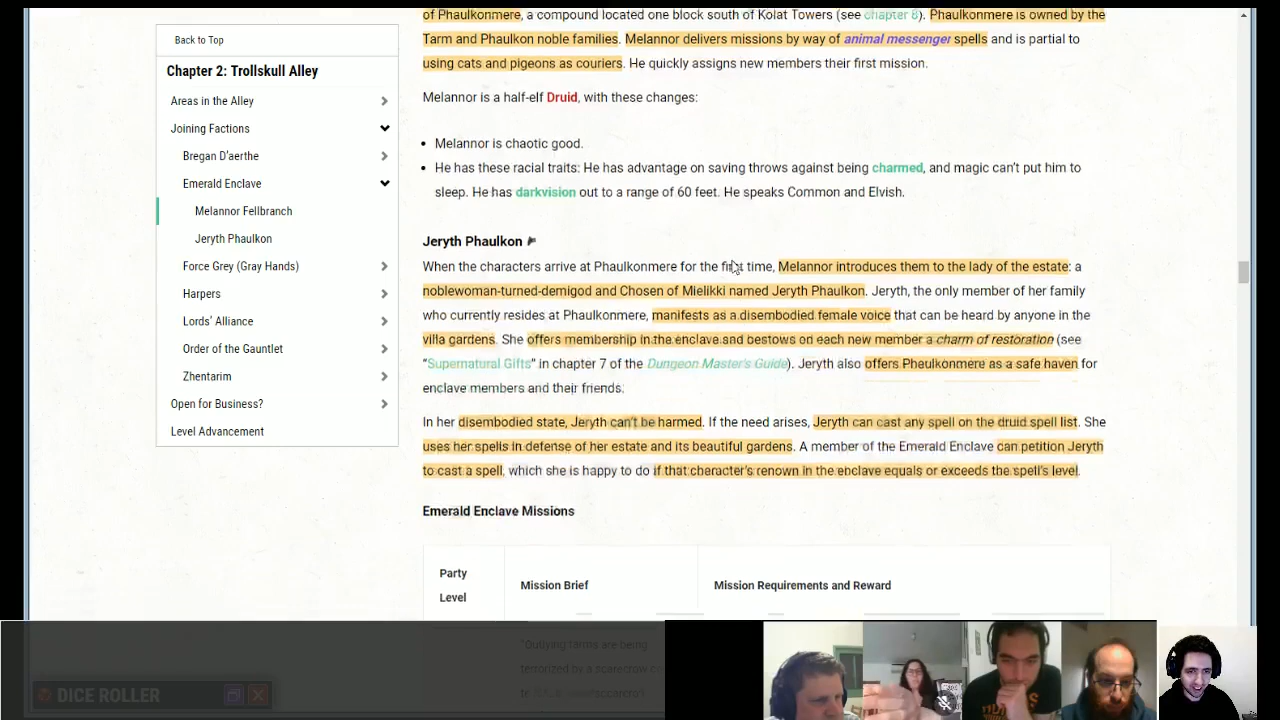 of Phaulkonmere, a compound located one block south of Kolat Towers (see chapter 8). Phaulkonmere is owned by the
Tarm and Phaulkon noble families. Melannor delivers missions by way of animal messenger spells and is partial to
using cats and pigeons as couriers. He quickly assigns new members their first mission.
Melannor is a half-elf Druid, with these changes:
• Melannor is chaotic good.
• He has these racial traits: He has advantage on saving throws against being charmed, and magic can't put him to
sleep. He has darkvision out to a range of 60 feet. He speaks Common and Elvish.
Jeryth Phaulkon
When the characters arrive at Phaulkonmere for the first time, Melannor introduces them to the lady of the estate: a
noblewoman-turned-demigod and Chosen of Mielikki named Jeryth Phaulkon. Jeryth, the only member of her family
who currently resides at Phaulkonmere, manifests as a disembodied female voice that can be heard by anyone in the
villa gardens. She offers membership in the enclave and bestows on each new member a charm of restoration (see
“Supernatural Gifts” in chapter 7 of the Dungeon Master's Guide). Jeryth also offers Pheulkonmere as a safe haven for
enclave members and their friends.
In her disembodied state, Jeryth can't be harmed. If the need arises, Jeryth can cast any spell on the druid spell list. She
uses her spells in defense of her estate and its beautiful gardens. A member of the Emerald Enclave can petition Jeryth
to cast a spell, which she is happy to do if that character's renown in the enclave equals or exceeds the spell's level.
Emerald Enclave Missions
Party
Level
Mission Brief
Mission Requirements and Reward
"Outlying farms are being
terrorized by a scarecrow
Back to Top
Chapter 2: Trollskull Alley
Areas in the Alley
Joining Factions
Bregan D'aerthe
Emerald Enclave
Melannor Fellbranch
Jeryth Phaulkon
Force Grey (Gray Hands)
Harpers
Lords' Alliance
Order of the Gauntlet
Zhentarim
Open for Business?
Level Advancement
DICE ROLLER